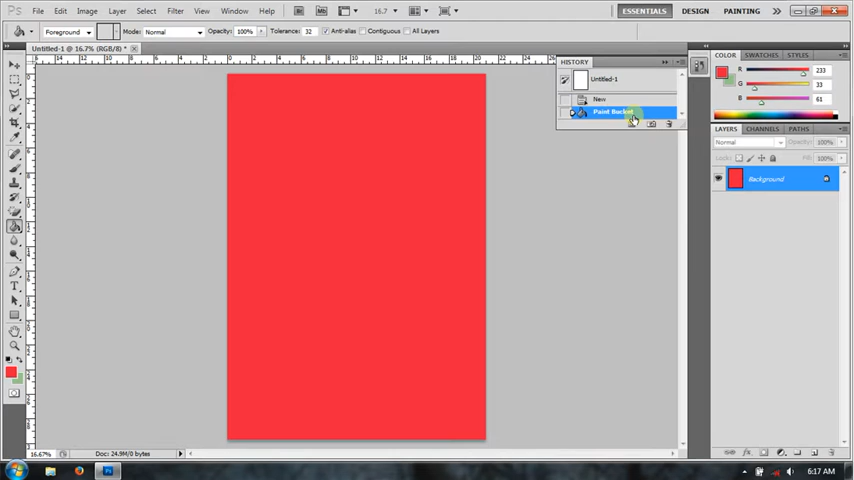 Ps File Edit Image Layer Select Filter View Window Help Br Mb 16.7 ESSENTIALS DESIGN PAINTING
Foreground Mode: Normal Opacity: 100% Tolerance: 32 Anti-alias Contiguous All Layers
Untitled-1 @ 16.7% (RGB/8) *
HISTORY
Untitled-1
New
Paint Bucket
COLOR SWATCHES STYLES
R 233
G 33
B 61
LAYERS CHANNELS PATHS
Normal Opacity: 100%
Lock: Fill: 100%
Background
16.67% Doc: 24.9M/0 bytes
6:17 AM